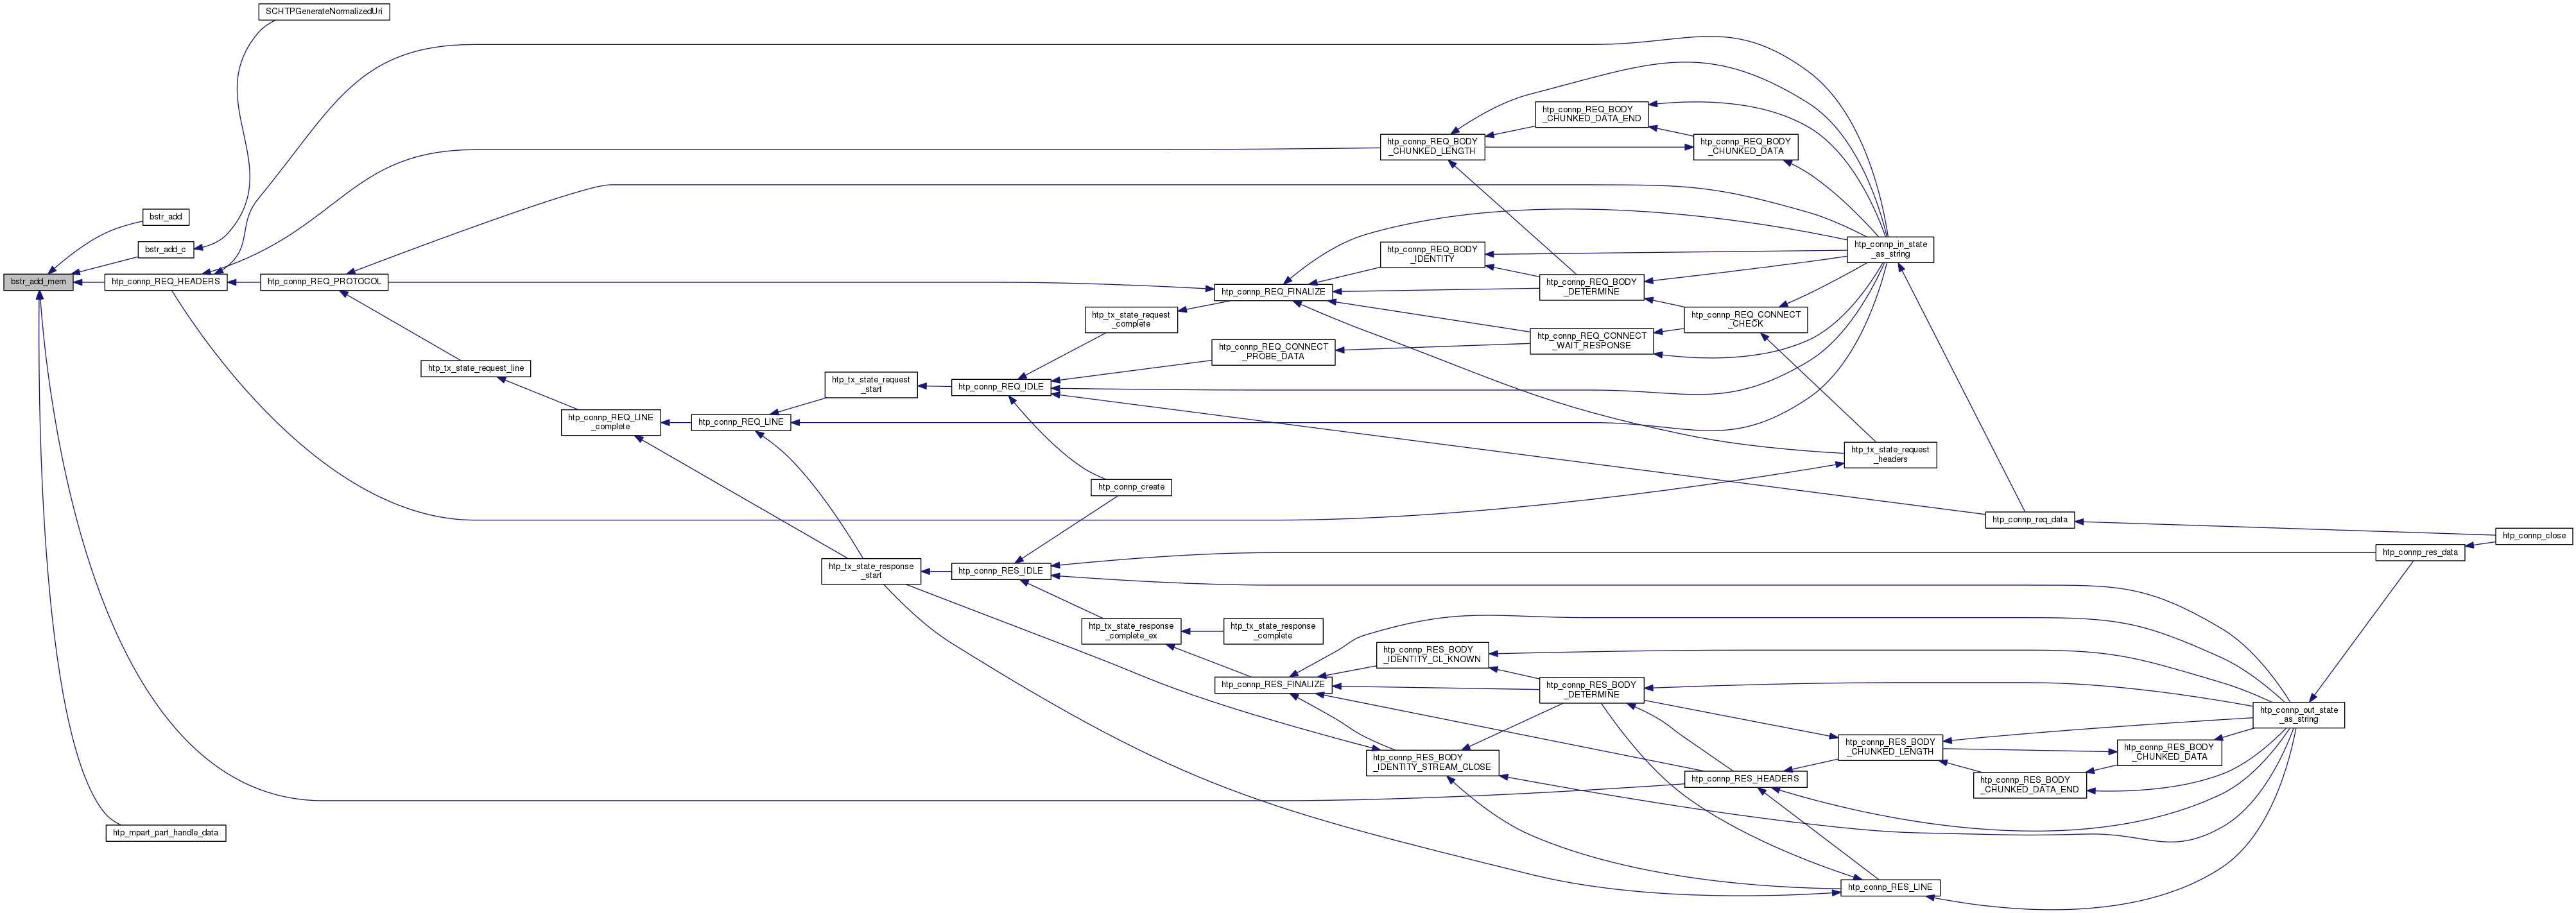 SCHTPGenerateNormalizedUri
htp_connp_REQ_BODY
_CHUNKED_DATA_END
htp_connp_REQ_BODY
_CHUNKED_LENGTH
htp_connp_REQ_BODY
_CHUNKED_DATA
bstr_add
bstr_add_c
htp_connp_REQ_BODY
_IDENTITY
htp_connp_in_state
_as_string
bstr_add_mem
htp_connp_REQ_HEADERS
htp_connp_REQ_PROTOCOL
htp_connp_REQ_FINALIZE
htp_connp_REQ_BODY
_DETERMINE
htp_tx_state_request
_complete
htp_connp_REQ_CONNECT
_CHECK
htp_connp_REQ_CONNECT
_WAIT_RESPONSE
htp_connp_REQ_CONNECT
_PROBE_DATA
htp_tx_state_request_line
htp_tx_state_request
_start
htp_connp_REQ_IDLE
htp_connp_REQ_LINE
_complete
htp_connp_REQ_LINE
htp_tx_state_request
_headers
htp_connp_create
htp_connp_req_data
htp_connp_close
htp_connp_res_data
htp_tx_state_response
_start
htp_connp_RES_IDLE
htp_tx_state_response
_complete_ex
htp_tx_state_response
_complete
htp_connp_RES_BODY
_IDENTITY_CL_KNOWN
htp_connp_RES_FINALIZE
htp_connp_RES_BODY
_DETERMINE
htp_connp_out_state
_as_string
htp_connp_RES_BODY
_CHUNKED_LENGTH
htp_connp_RES_BODY
_CHUNKED_DATA
htp_connp_RES_BODY
_IDENTITY_STREAM_CLOSE
htp_connp_RES_HEADERS
htp_connp_RES_BODY
_CHUNKED_DATA_END
htp_mpart_part_handle_data
htp_connp_RES_LINE